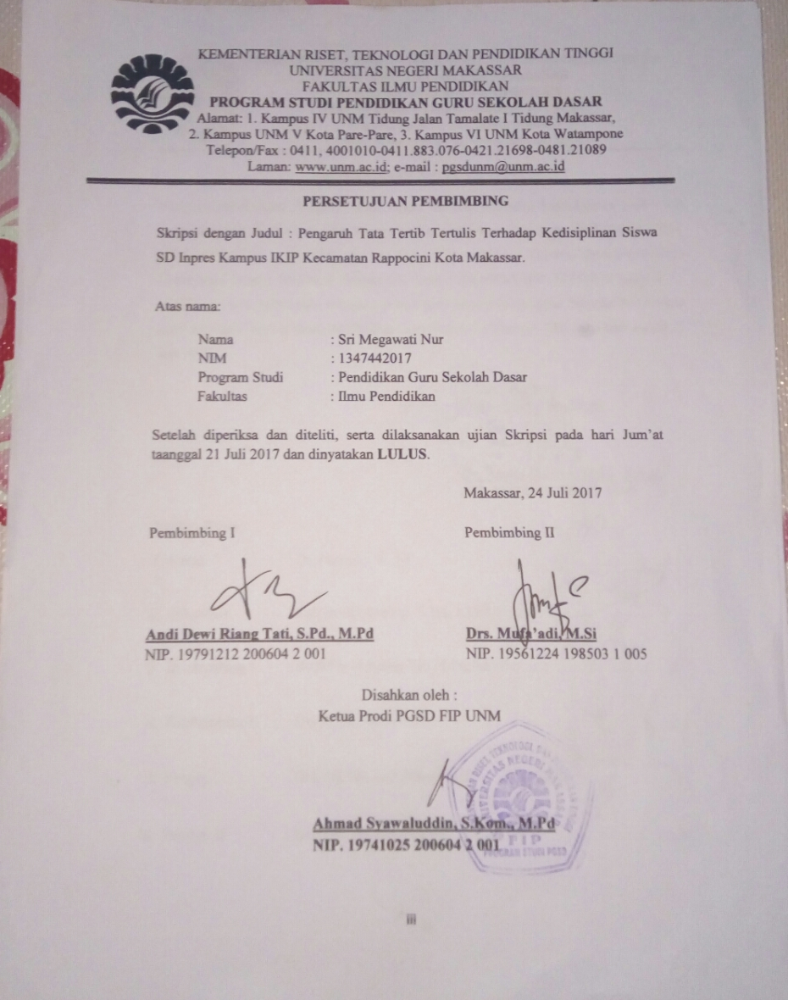 KEMENTERIAN RISET, TEKNOLOGI DAN PENDIDIKAN TINGGI
UNIVERSITAS NEGERI MAKASSAR
FAKULTAS ILMU PENDIDIKAN
PROGRAM STUDI PENDIDIKAN GURU SEKOLAH DASAR
Alamat: 1. Kampus IV UNM Tidung Jalan Tamalate I Tidung Makassar,
2. Kampus UNM V Kota Pare-Pare, 3. Kampus VI UNM Kota Watampone
Telepon/Fax : 0411, 4001010-0411.883.076-0421.21698-0481.21089
Laman: www.unm.ac.id; e-mail : pgsdunm@unm.ac.id
PERSETUJUAN PEMBIMBING
Skripsi dengan Judul : Pengaruh Tata Tertib Tertulis Terhadap Kedisiplinan Siswa
SD Inpres Kampus IKIP Kecamatan Rappocini Kota Makassar.
Atas nama:
Nama : Sri Megawati Nur
NIM : 1347442017
Program Studi : Pendidikan Guru Sekolah Dasar
Fakultas : Ilmu Pendidikan
Setelah diperiksa dan diteliti, serta dilaksanakan ujian Skripsi pada hari Jum'at
taanggal 21 Juli 2017 dan dinyatakan LULUS.
Makassar, 24 Juli 2017
Pembimbing I Pembimbing II
Andi Dewi Riang Tati, S.Pd., M.Pd Drs. Mufa'adi, M.Si
NIP. 19791212 200604 2 001 NIP. 19561224 198503 1 005
Disahkan oleh :
Ketua Prodi PGSD FIP UNM
Ahmad Syawaluddin, S.Kom., M.Pd
NIP. 19741025 200604 2 001
UNIVERSITAS NEGERI MAKASSAR
FIP
PROGRAM STUDI PGSD
iii